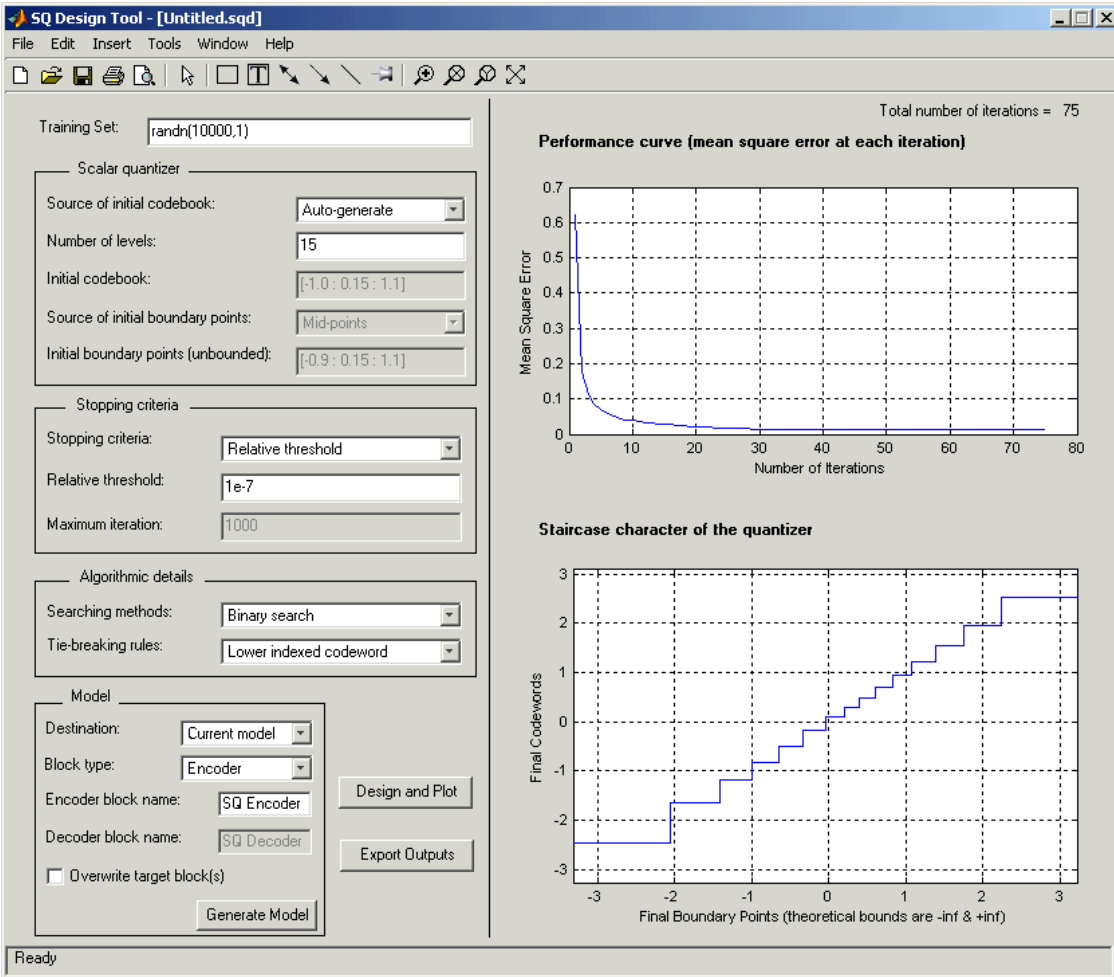 SQ Design Tool - [Untitled.sqd]
File Edit Insert Tools Window Help
Training Set: randn(10000,1)
Scalar quantizer
Source of initial codebook: Auto-generate
Number of levels: 15
Initial codebook: [-1.0 : 0.15 : 1.1]
Source of initial boundary points: Mid-points
Initial boundary points (unbounded): [-0.9 : 0.15 : 1.1]
Stopping criteria
Stopping criteria: Relative threshold
Relative threshold: 1e-7
Maximum iteration: 1000
Algorithmic details
Searching methods: Binary search
Tie-breaking rules: Lower indexed codeword
Model
Destination: Current model
Block type: Encoder
Encoder block name: SQ Encoder
Decoder block name: SQ Decoder
Overwrite target block(s)
Generate Model
Design and Plot
Export Outputs
Total number of iterations = 75
Performance curve (mean square error at each iteration)
Mean Square Error
0.7
0.6
0.5
0.4
0.3
0.2
0.1
0
0 10 20 30 40 50 60 70 80
Number of Iterations
Staircase character of the quantizer
Final Codewords
3
2
1
0
-1
-2
-3
-3 -2 -1 0 1 2 3
Final Boundary Points (theoretical bounds are -inf & +inf)
Ready